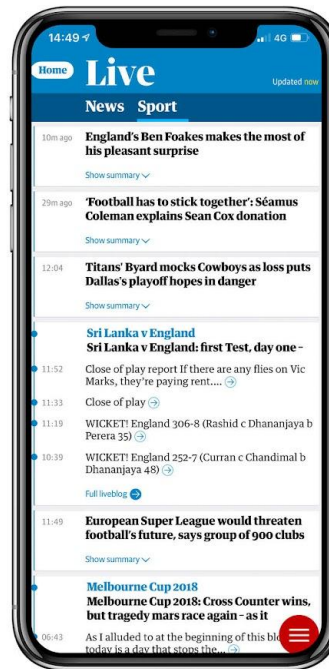 14:49
4G
Home
Live
Updated now
News Sport
10m ago
England's Ben Foakes makes the most of
his pleasant surprise
Show summary
29m ago
'Football has to stick together': Séamus
Coleman explains Sean Cox donation
Show summary
12:04
Titans' Byard mocks Cowboys as loss puts
Dallas's playoff hopes in danger
Show summary
Sri Lanka v England
Sri Lanka v England: first Test, day one –
11:52
Close of play report If there are any flies on Vic
Marks, they're paying rent....
11:33
Close of play
11:19
WICKET! England 306-8 (Rashid c Dhananjaya b
Perera 35)
10:39
WICKET! England 252-7 (Curran c Chandimal b
Dhananjaya 48)
Full liveblog
11:49
European Super League would threaten
football's future, says group of 900 clubs
Show summary
Melbourne Cup 2018
Melbourne Cup 2018: Cross Counter wins,
but tragedy mars race again – as it
06:43
As I alluded to at the beginning of this
today is a day that stops the...